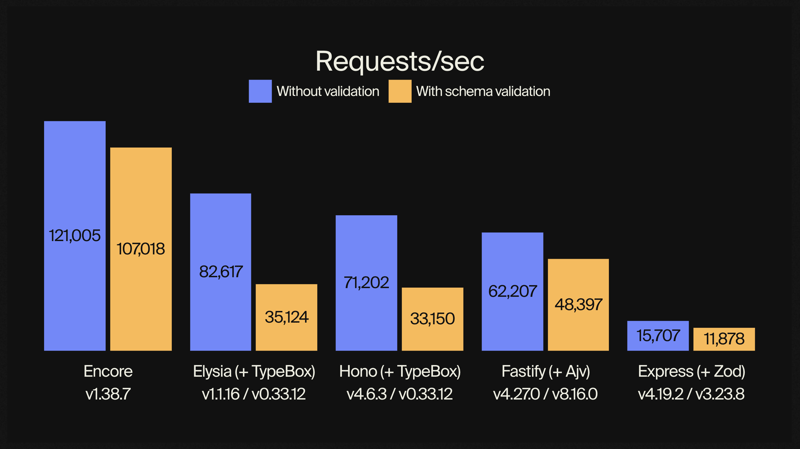 Requests/sec
Without validation With schema validation
121,005 107,018 82,617 35,124 71,202 33,150 62,207 48,397 15,707 11,878
Encore Elysia (+ TypeBox) Hono (+ TypeBox) Fastify (+ Ajv) Express (+ Zod)
v1.38.7 v1.1.16 / v0.33.12 v4.6.3 / v0.33.12 v4.27.0 / v8.16.0 v4.19.2 / v3.23.8